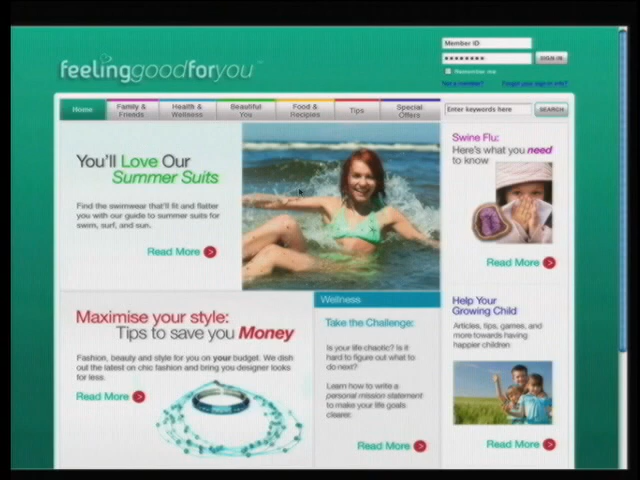 feelinggoodforyou
Member ID
SIGN IN
Remember me
Not a member?
Forgot your sign-in info?
Home
Family &
Friends
Health &
Wellness
Beautiful
You
Food &
Recipies
Tips
Special
Offers
Enter keywords here
SEARCH
You'll Love Our
Summer Suits
Find the swimwear that'll fit and flatter
you with our guide to summer suits for
swim, surf, and sun.
Read More
Swine Flu:
Here's what you need
to know
Read More
Maximise your style:
Tips to save you Money
Fashion, beauty and style for you on your budget. We dish
out the latest on chic fashion and bring you designer looks
for less.
Read More
Wellness
Take the Challenge:
Is your life chaotic? Is it
hard to figure out what to
do next?
Learn how to write a
personal mission statement
to make your life goals
clearer.
Read More
Help Your
Growing Child
Articles, tips, games, and
more towards having
happier children
Read More